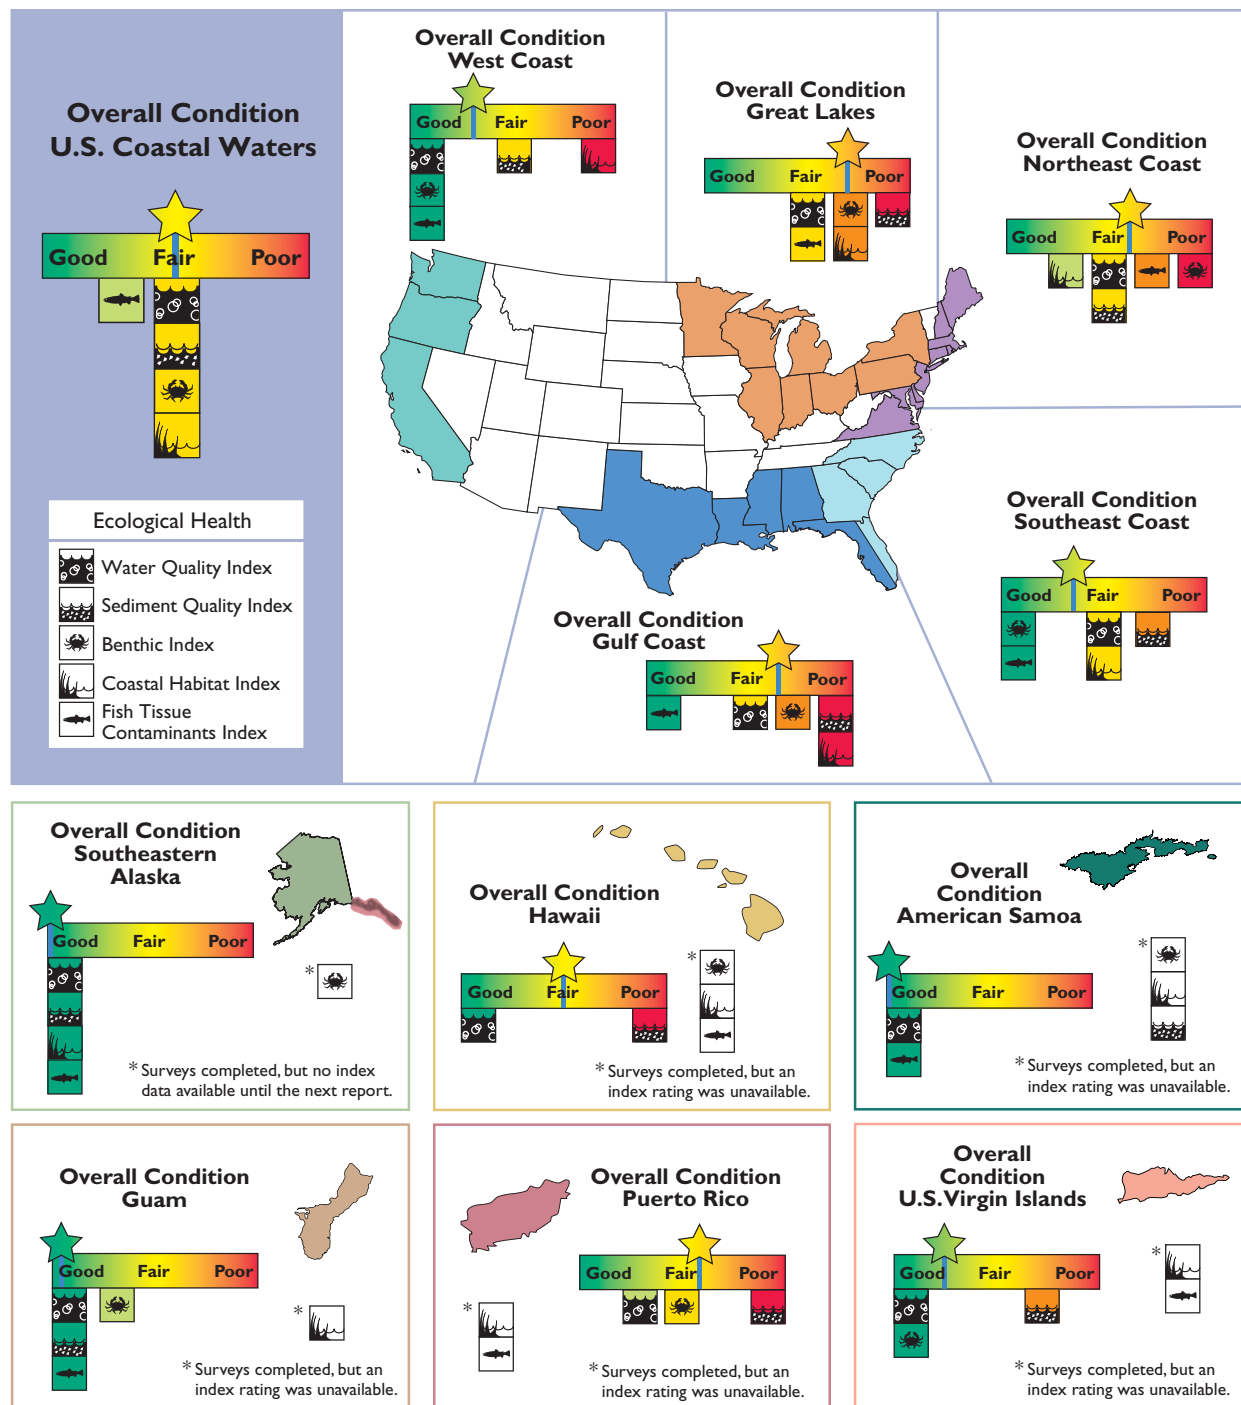 Overall Condition
U.S. Coastal Waters
Good Fair Poor
Ecological Health
Water Quality Index
Sediment Quality Index
Benthic Index
Coastal Habitat Index
Fish Tissue
Contaminants Index
Overall Condition
West Coast
Good Fair Poor
Overall Condition
Great Lakes
Good Fair Poor
Overall Condition
Northeast Coast
Good Fair Poor
Overall Condition
Southeast Coast
Good Fair Poor
Overall Condition
Gulf Coast
Good Fair Poor
Overall Condition
Southeastern
Alaska
Good Fair Poor
*
* Surveys completed, but no index
data available until the next report.
Overall Condition
Hawaii
Good Fair Poor
*
* Surveys completed, but an
index rating was unavailable.
Overall
Condition
American Samoa
Good Fair Poor
*
* Surveys completed, but an
index rating was unavailable.
Overall Condition
Guam
Good Fair Poor
*
* Surveys completed, but an
index rating was unavailable.
Overall Condition
Puerto Rico
Good Fair Poor
*
* Surveys completed, but an
index rating was unavailable.
Overall
Condition
U.S. Virgin Islands
Good Fair Poor
*
* Surveys completed, but an
index rating was unavailable.